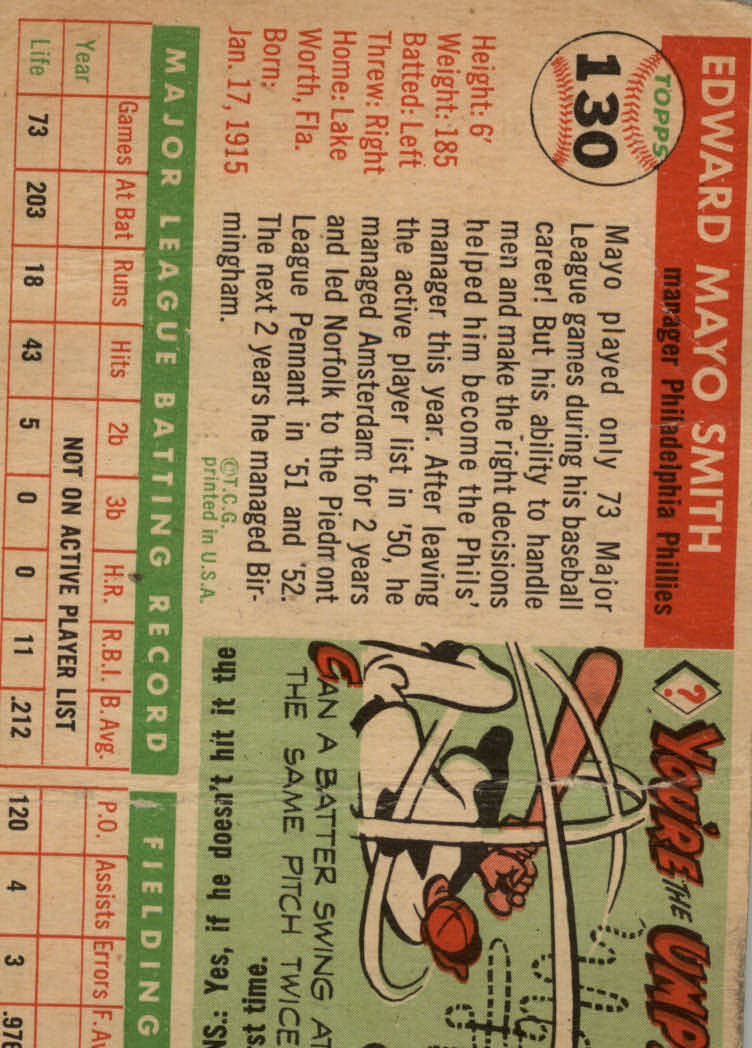 EDWARD MAYO SMITH
manager Philadelphia Phillies
TOPPS
130
Height: 6'
Weight: 185
Batted: Left
Threw: Right
Home: Lake
Worth, Fla.
Born:
Jan. 17, 1915
Mayo played only 73 Major
League games during his baseball
career! But his ability to handle
men and make the right decisions
helped him become the Phils'
manager this year. After leaving
the active player list in '50, he
managed Amsterdam for 2 years
and led Norfolk to the Piedmont
League Pennant in '51 and '52.
The next 2 years he managed Bir-
mingham.
©T.C.G.
printed in U.S.A.
?
YOU'RE THE UMP
CAN A BATTER SWING AT
THE SAME PITCH TWICE
NS: Yes, if he doesn't hit it the
st time.
MAJOR LEAGUE BATTING RECORD
FIELDING
Games At Bat Runs Hits 2b 3b H.R. R.B.I. B. Avg. P.O. Assists Errors F. Av
Year NOT ON ACTIVE PLAYER LIST
Life 73 203 18 43 5 0 0 11 .212 120 4 3 .976